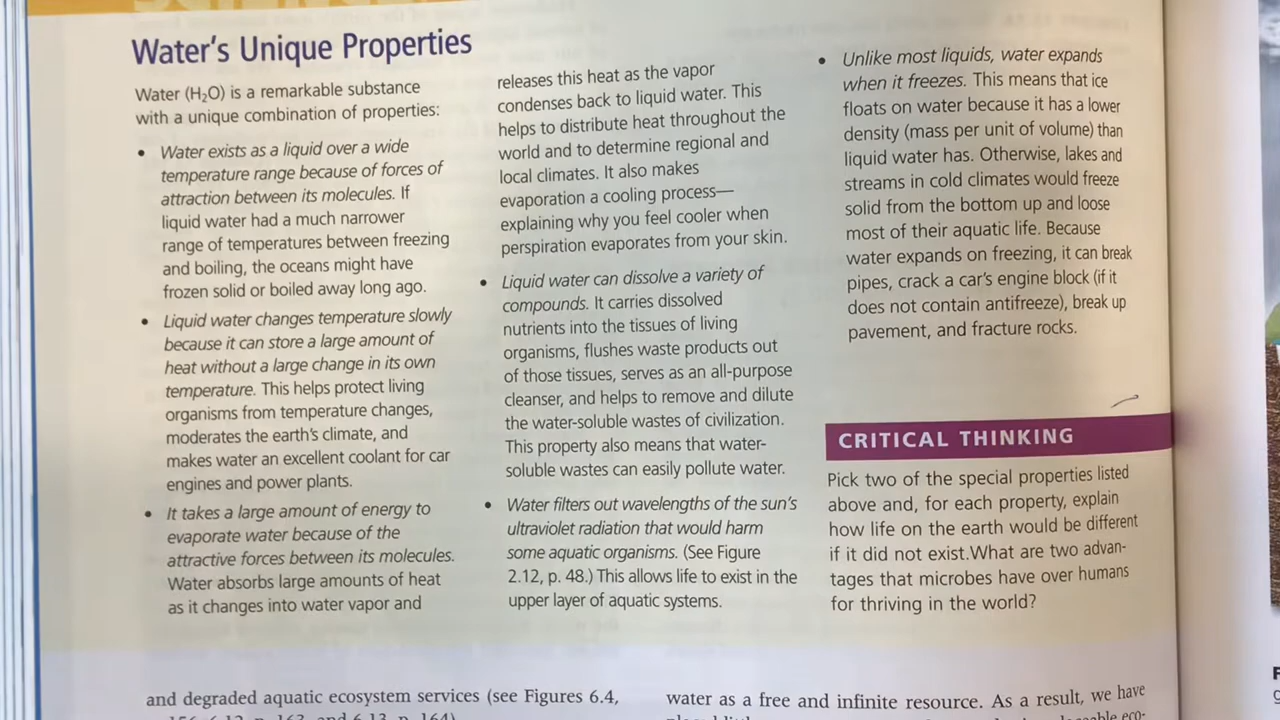 Water's Unique Properties
Water (H₂O) is a remarkable substance
with a unique combination of properties:
• Water exists as a liquid over a wide
temperature range because of forces of
attraction between its molecules. If
liquid water had a much narrower
range of temperatures between freezing
and boiling, the oceans might have
frozen solid or boiled away long ago.
• Liquid water changes temperature slowly
because it can store a large amount of
heat without a large change in its own
temperature. This helps protect living
organisms from temperature changes,
moderates the earth's climate, and
makes water an excellent coolant for car
engines and power plants.
• It takes a large amount of energy to
evaporate water because of the
attractive forces between its molecules.
Water absorbs large amounts of heat
as it changes into water vapor and
releases this heat as the vapor
condenses back to liquid water. This
helps to distribute heat throughout the
world and to determine regional and
local climates. It also makes
evaporation a cooling process—
explaining why you feel cooler when
perspiration evaporates from your skin.
• Liquid water can dissolve a variety of
compounds. It carries dissolved
nutrients into the tissues of living
organisms, flushes waste products out
of those tissues, serves as an all-purpose
cleanser, and helps to remove and dilute
the water-soluble wastes of civilization.
This property also means that water-
soluble wastes can easily pollute water.
• Water filters out wavelengths of the sun's
ultraviolet radiation that would harm
some aquatic organisms. (See Figure
2.12, p. 48.) This allows life to exist in the
upper layer of aquatic systems.
• Unlike most liquids, water expands
when it freezes. This means that ice
floats on water because it has a lower
density (mass per unit of volume) than
liquid water has. Otherwise, lakes and
streams in cold climates would freeze
solid from the bottom up and loose
most of their aquatic life. Because
water expands on freezing, it can break
pipes, crack a car's engine block (if it
does not contain antifreeze), break up
pavement, and fracture rocks.
CRITICAL THINKING
Pick two of the special properties listed
above and, for each property, explain
how life on the earth would be different
if it did not exist.What are two advan-
tages that microbes have over humans
for thriving in the world?
and degraded aquatic ecosystem services (see Figures 6.4,
water as a free and infinite resource. As a result, we have